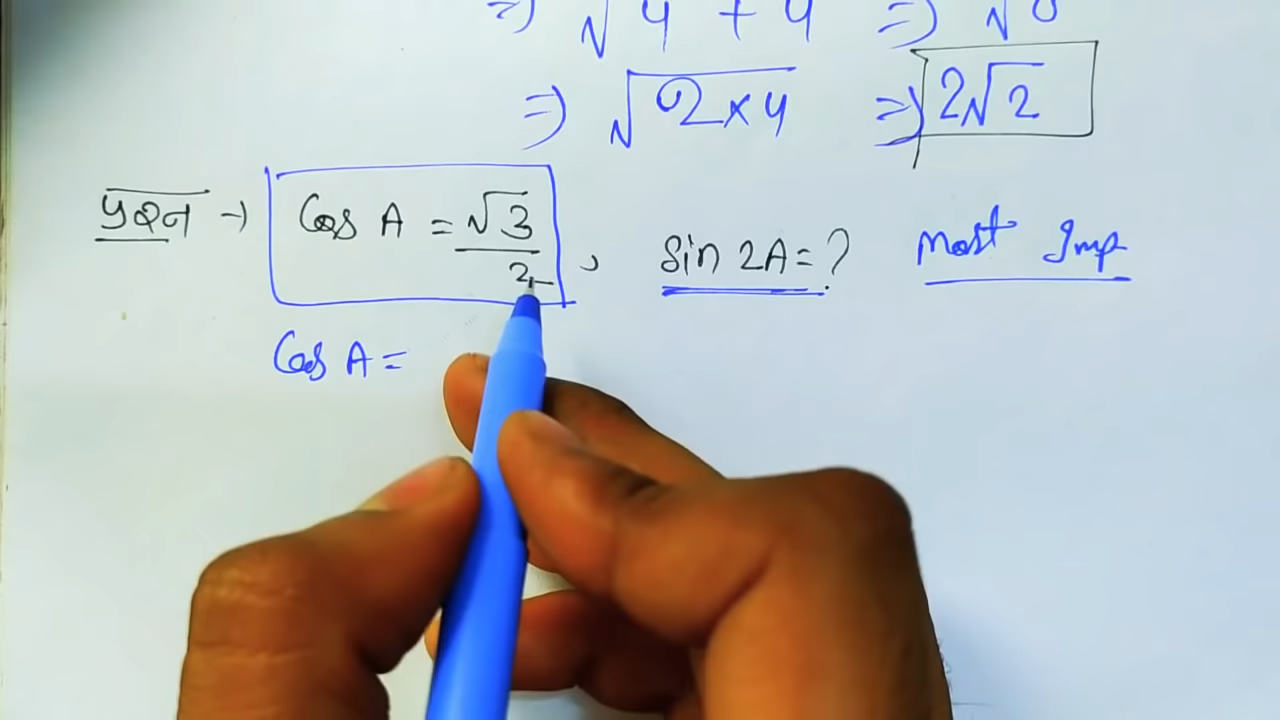 => √4 + 4 => √8
=> √2×4 => 2√2
प्रश्न → Cos A = √3/2 , Sin 2A = ? Most Imp
Cos A =